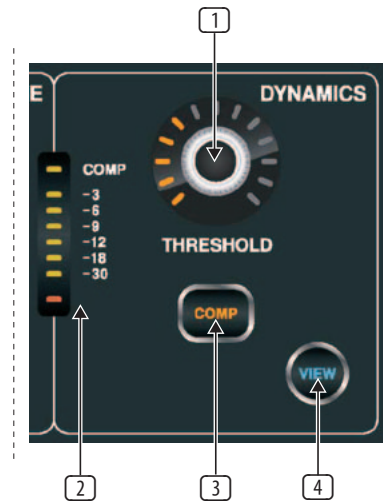 1
E
DYNAMICS
COMP
-3
-6
-9
-12
-18
-30
THRESHOLD
COMP
VIEW
2
3
4